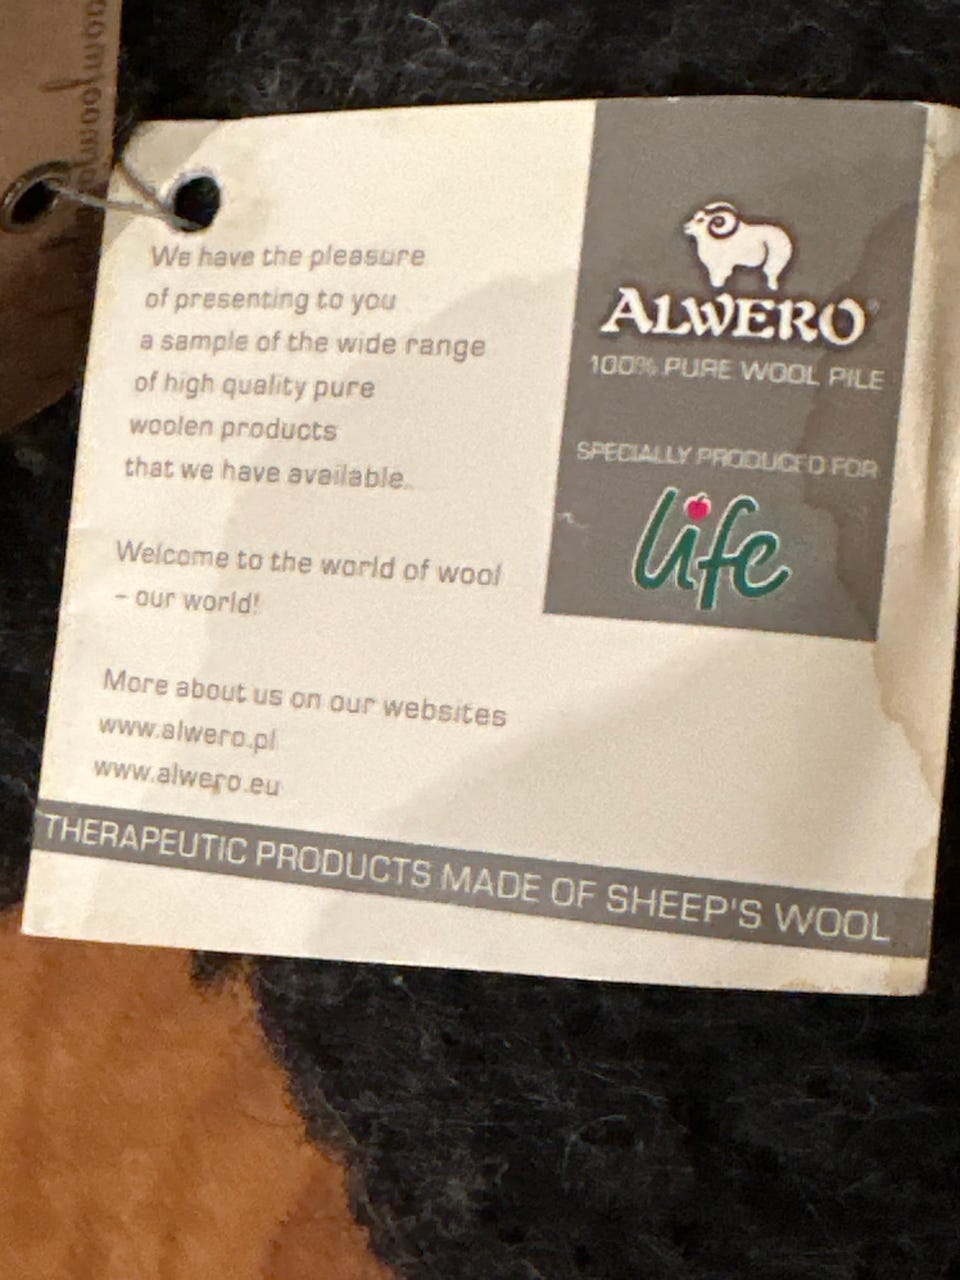 We have the pleasure
of presenting to you
a sample of the wide range
of high quality pure
woolen products
that we have available.
Welcome to the world of wool
– our world!
More about us on our websites
www.alwero.pl
www.alwero.eu
ALWERO®
100% PURE WOOL PILE
SPECIALLY PRODUCED FOR
life
THERAPEUTIC PRODUCTS MADE OF SHEEP'S WOOL